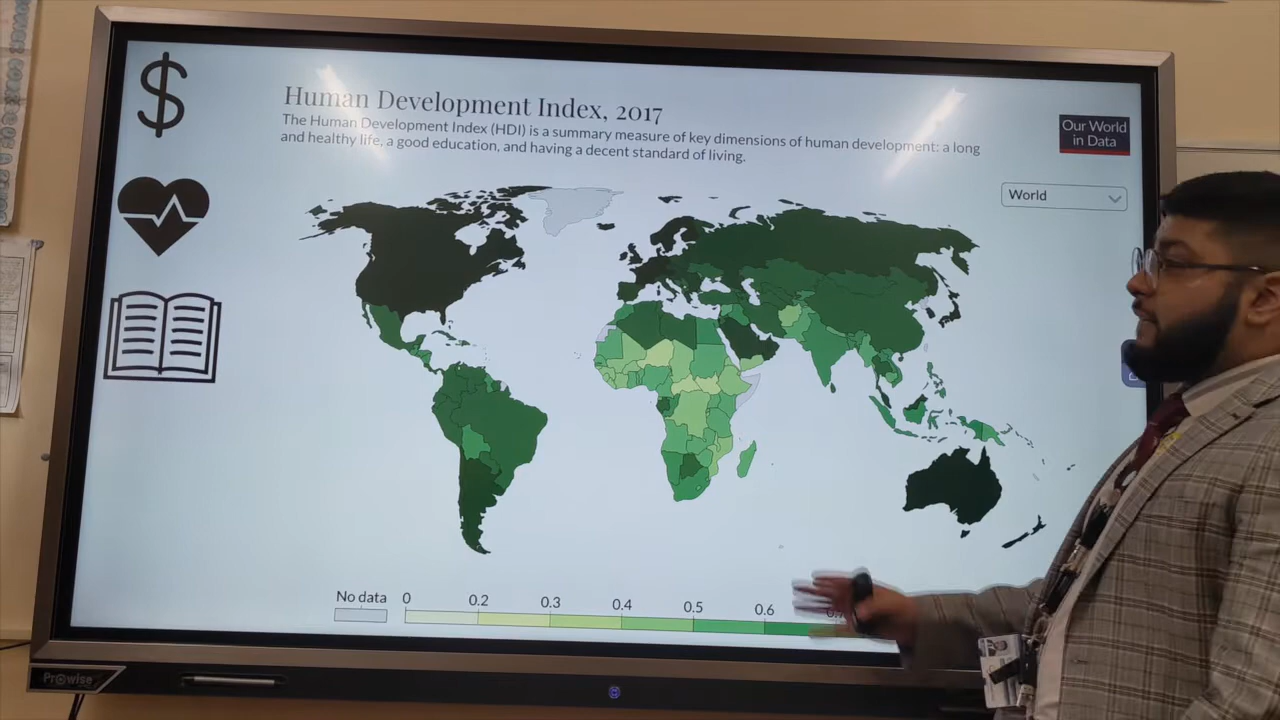 $
Human Development Index, 2017
The Human Development Index (HDI) is a summary measure of key dimensions of human development: a long
and healthy life, a good education, and having a decent standard of living.
Our World
in Data
World
No data 0 0.2 0.3 0.4 0.5 0.6
Prowise